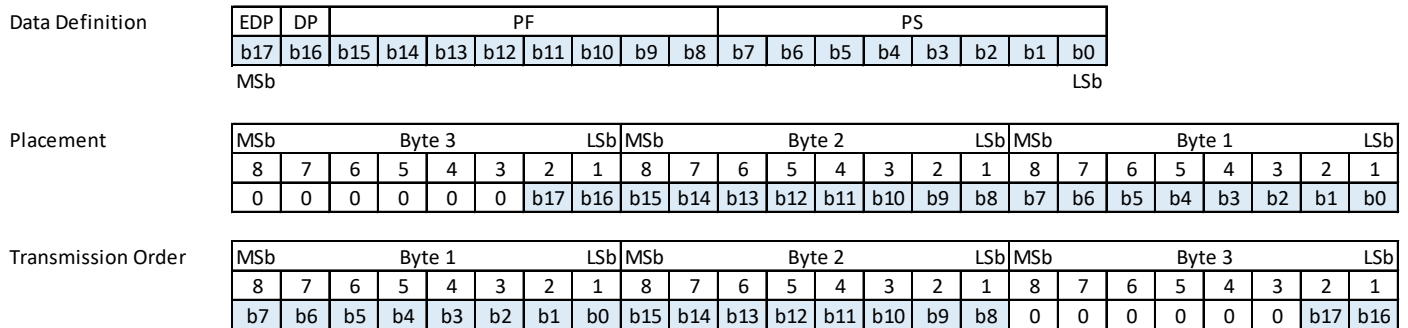 Data Definition EDP DP PF PS
b17 b16 b15 b14 b13 b12 b11 b10 b9 b8 b7 b6 b5 b4 b3 b2 b1 b0
MSb LSb
Placement MSb Byte 3 LSb MSb Byte 2 LSb MSb Byte 1 LSb
8 7 6 5 4 3 2 1 8 7 6 5 4 3 2 1 8 7 6 5 4 3 2 1
0 0 0 0 0 0 b17 b16 b15 b14 b13 b12 b11 b10 b9 b8 b7 b6 b5 b4 b3 b2 b1 b0
Transmission Order MSb Byte 1 LSb MSb Byte 2 LSb MSb Byte 3 LSb
8 7 6 5 4 3 2 1 8 7 6 5 4 3 2 1 8 7 6 5 4 3 2 1
b7 b6 b5 b4 b3 b2 b1 b0 b15 b14 b13 b12 b11 b10 b9 b8 0 0 0 0 0 0 b17 b16